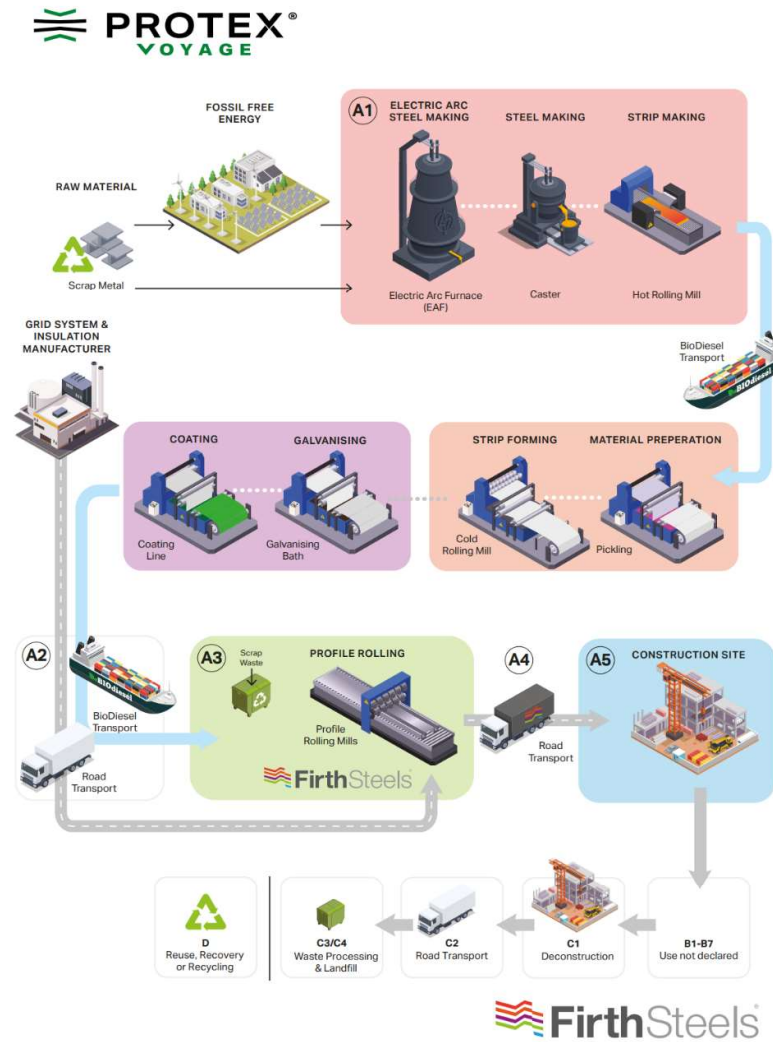 PROTEX®
VOYAGE
FOSSIL FREE
ENERGY
RAW MATERIAL
Scrap Metal
A1
ELECTRIC ARC
STEEL MAKING
STEEL MAKING
STRIP MAKING
Electric Arc Furnace
(EAF)
Caster
Hot Rolling Mill
GRID SYSTEM &
INSULATION
MANUFACTURER
BioDiesel
Transport
BIOdiesel
COATING
GALVANISING
STRIP FORMING
MATERIAL PREPERATION
Coating
Line
Galvanising
Bath
Cold
Rolling Mill
Pickling
A2
BIOdiesel
BioDiesel
Transport
Road
Transport
A3
Scrap
Waste
PROFILE ROLLING
Profile
Rolling Mills
FirthSteels
A4
Road
Transport
A5
CONSTRUCTION SITE
D
Reuse, Recovery
or Recycling
C3/C4
Waste Processing
& Landfill
C2
Road Transport
C1
Deconstruction
B1-B7
Use not declared
FirthSteels